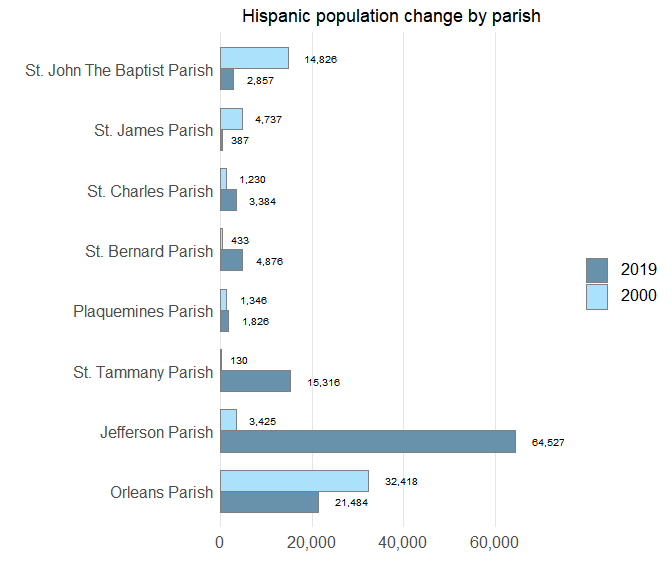 Hispanic population change by parish
St. John The Baptist Parish
14,826
2,857
St. James Parish
4,737
387
St. Charles Parish
1,230
3,384
St. Bernard Parish
433
4,876
Plaquemines Parish
1,346
1,826
St. Tammany Parish
130
15,316
Jefferson Parish
3,425
64,527
Orleans Parish
32,418
21,484
0
20,000
40,000
60,000
2019
2000